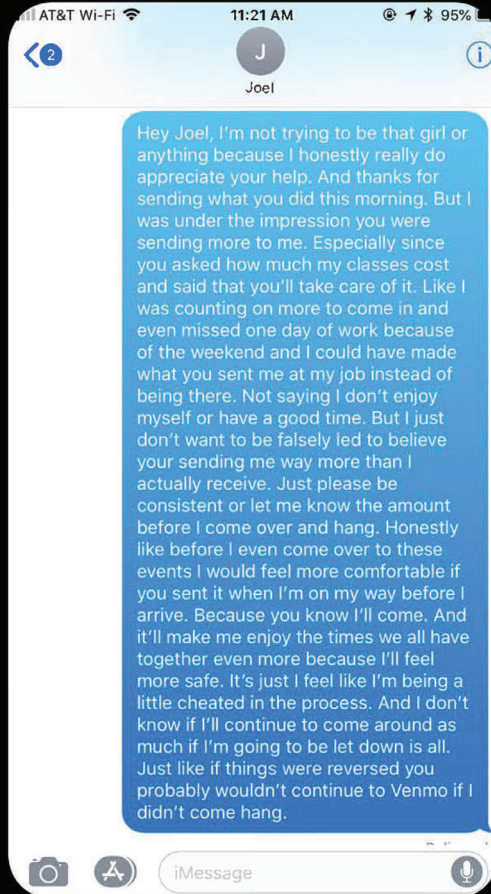 AT&T Wi-Fi 11:21 AM 95%
2
J
i
Joel
Hey Joel, I'm not trying to be that girl or
anything because I honestly really do
appreciate your help. And thanks for
sending what you did this morning. But I
was under the impression you were
sending more to me. Especially since
you asked how much my classes cost
and said that you'll take care of it. Like I
was counting on more to come in and
even missed one day of work because
of the weekend and I could have made
what you sent me at my job instead of
being there. Not saying I don't enjoy
myself or have a good time. But I just
don't want to be falsely led to believe
your sending me way more than I
actually receive. Just please be
consistent or let me know the amount
before I come over and hang. Honestly
like before I even come over to these
events I would feel more comfortable if
you sent it when I'm on my way before I
arrive. Because you know I'll come. And
it'll make me enjoy the times we all have
together even more because I'll feel
more safe. It's just I feel like I'm being a
little cheated in the process. And I don't
know if I'll continue to come around as
much if I'm going to be let down is all.
Just like if things were reversed you
probably wouldn't continue to Venmo if I
didn't come hang.
iMessage